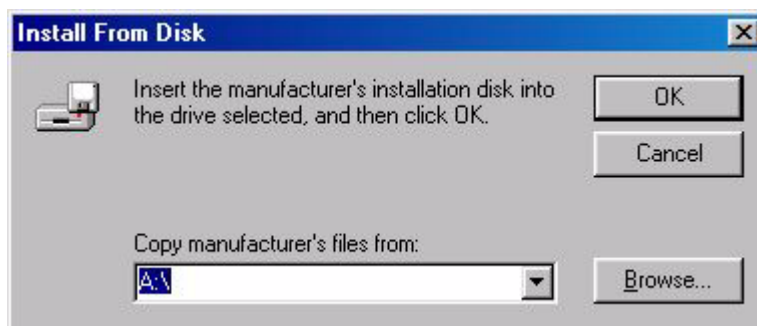 Install From Disk
Insert the manufacturer's installation disk into
the drive selected, and then click OK.
OK
Cancel
Copy manufacturer's files from:
A:\
Browse...